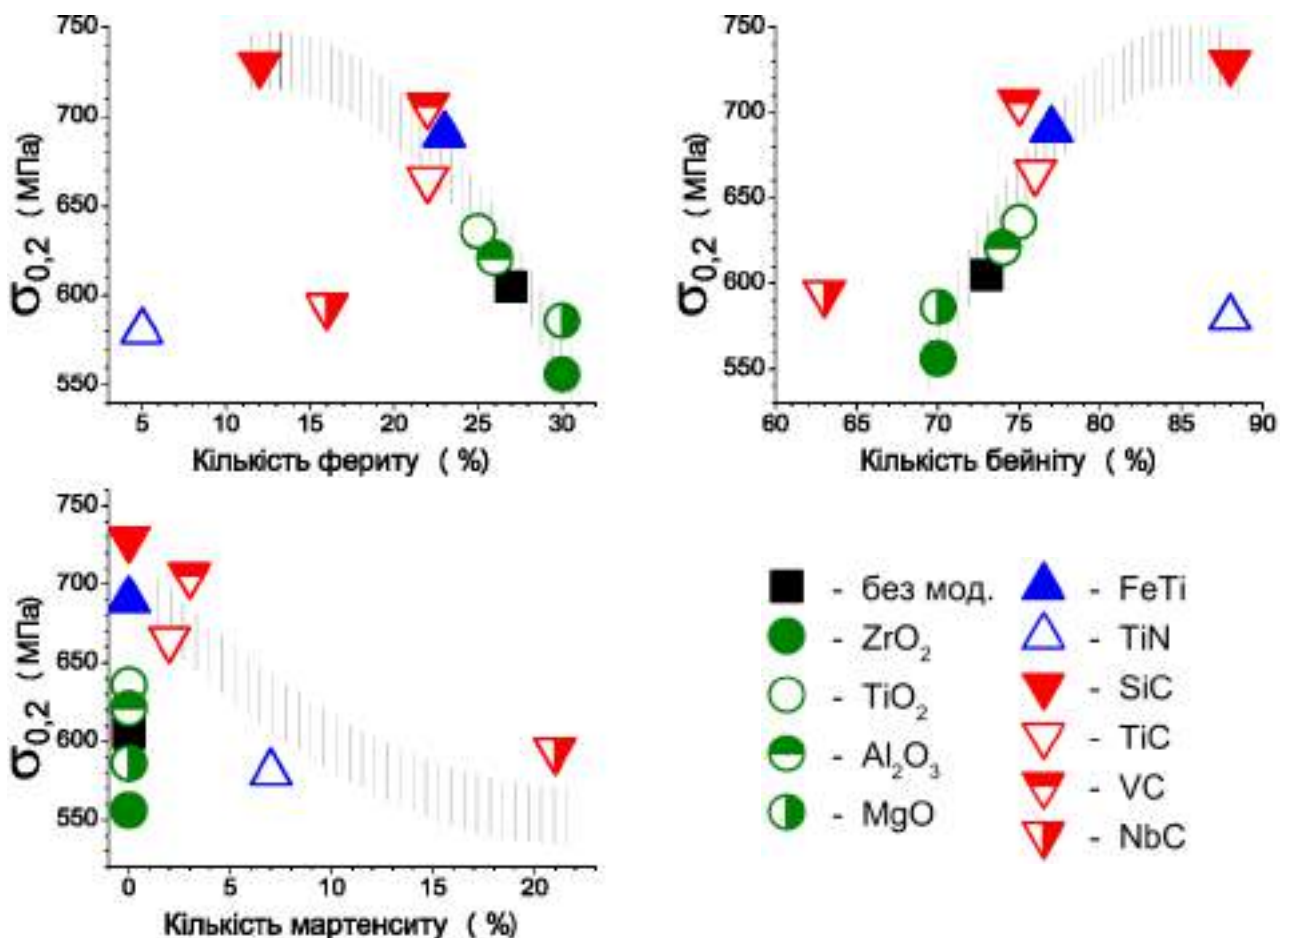 750
700
650
600
550
σ0,2 ( МПа)
5 10 15 20 25 30
Кількість фериту ( %)
750
700
650
600
550
σ0,2 ( МПа)
60 65 70 75 80 85 90
Кількість бейніту ( %)
750
700
650
600
550
σ0,2 ( МПа)
0 5 10 15 20
Кількість мартенситу ( %)
- без мод.
- ZrO2
- TiO2
- Al2O3
- MgO
- FeTi
- TiN
- SiC
- TiC
- VC
- NbC